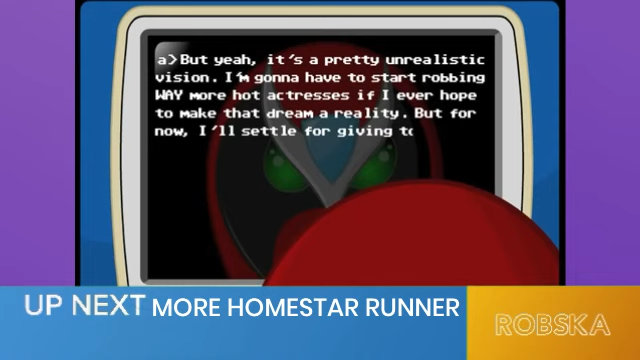 a>But yeah, it's a pretty unrealistic
vision. I'm gonna have to start robbing
WAY more hot actresses if I ever hope
to make that dream a reality. But for
now, I'll settle for giving to
UP NEXT MORE HOMESTAR RUNNER
ROBSKA